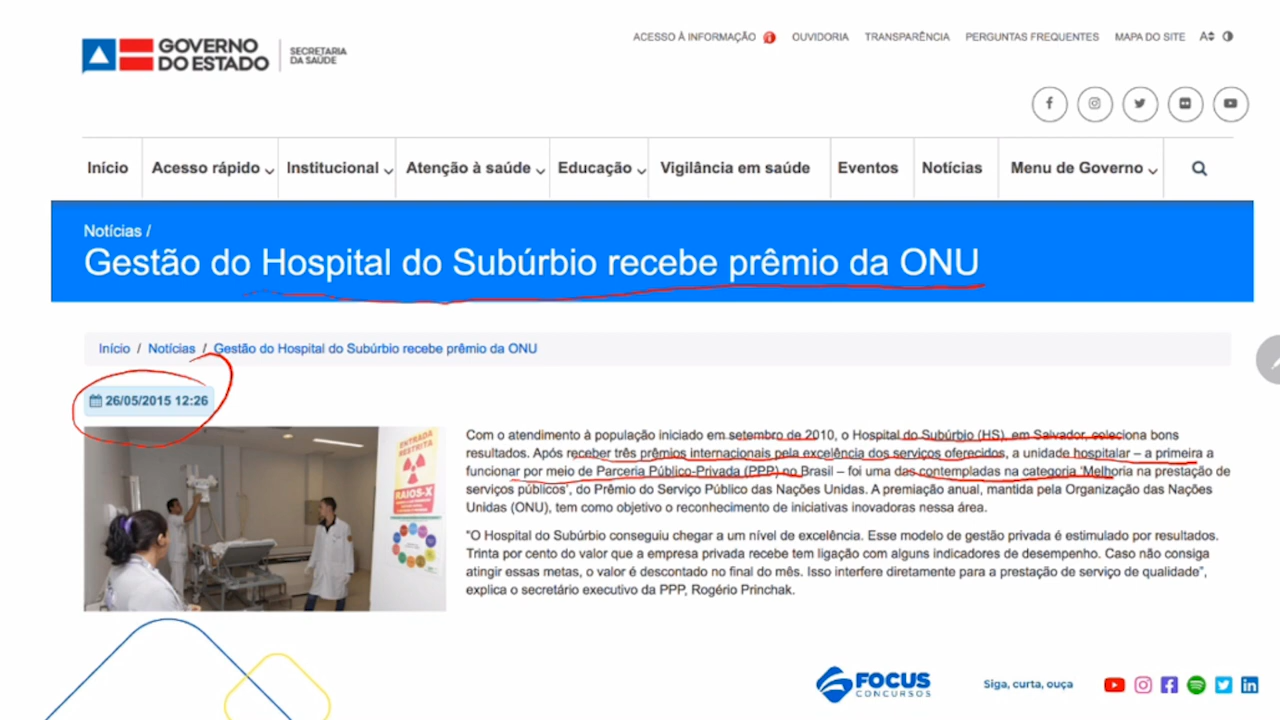 GOVERNO
DO ESTADO
SECRETARIA
DA SAÚDE
ACESSO À INFORMAÇÃO
OUVIDORIA
TRANSPARÊNCIA
PERGUNTAS FREQUENTES
MAPA DO SITE
A
Início
Acesso rápido
Institucional
Atenção à saúde
Educação
Vigilância em saúde
Eventos
Notícias
Menu de Governo
Notícias /
Gestão do Hospital do Subúrbio recebe prêmio da ONU
Início / Notícias / Gestão do Hospital do Subúrbio recebe prêmio da ONU
26/05/2015 12:26
ENTRADA
RESTRITA
RAIOS-X
Com o atendimento à população iniciado em setembro de 2010, o Hospital do Subúrbio (HS), em Salvador, coleciona bons
resultados. Após receber três prêmios internacionais pela excelência dos serviços oferecidos, a unidade hospitalar – a primeira a
funcionar por meio de Parceria Público-Privada (PPP) no Brasil – foi uma das contempladas na categoria 'Melhoria na prestação de
serviços públicos', do Prêmio do Serviço Público das Nações Unidas. A premiação anual, mantida pela Organização das Nações
Unidas (ONU), tem como objetivo o reconhecimento de iniciativas inovadoras nessa área.
"O Hospital do Subúrbio conseguiu chegar a um nível de excelência. Esse modelo de gestão privada é estimulado por resultados.
Trinta por cento do valor que a empresa privada recebe tem ligação com alguns indicadores de desempenho. Caso não consiga
atingir essas metas, o valor é descontado no final do mês. Isso interfere diretamente para a prestação de serviço de qualidade",
explica o secretário executivo da PPP, Rogério Princhak.
FOCUS
CONCURSOS
Siga, curta, ouça